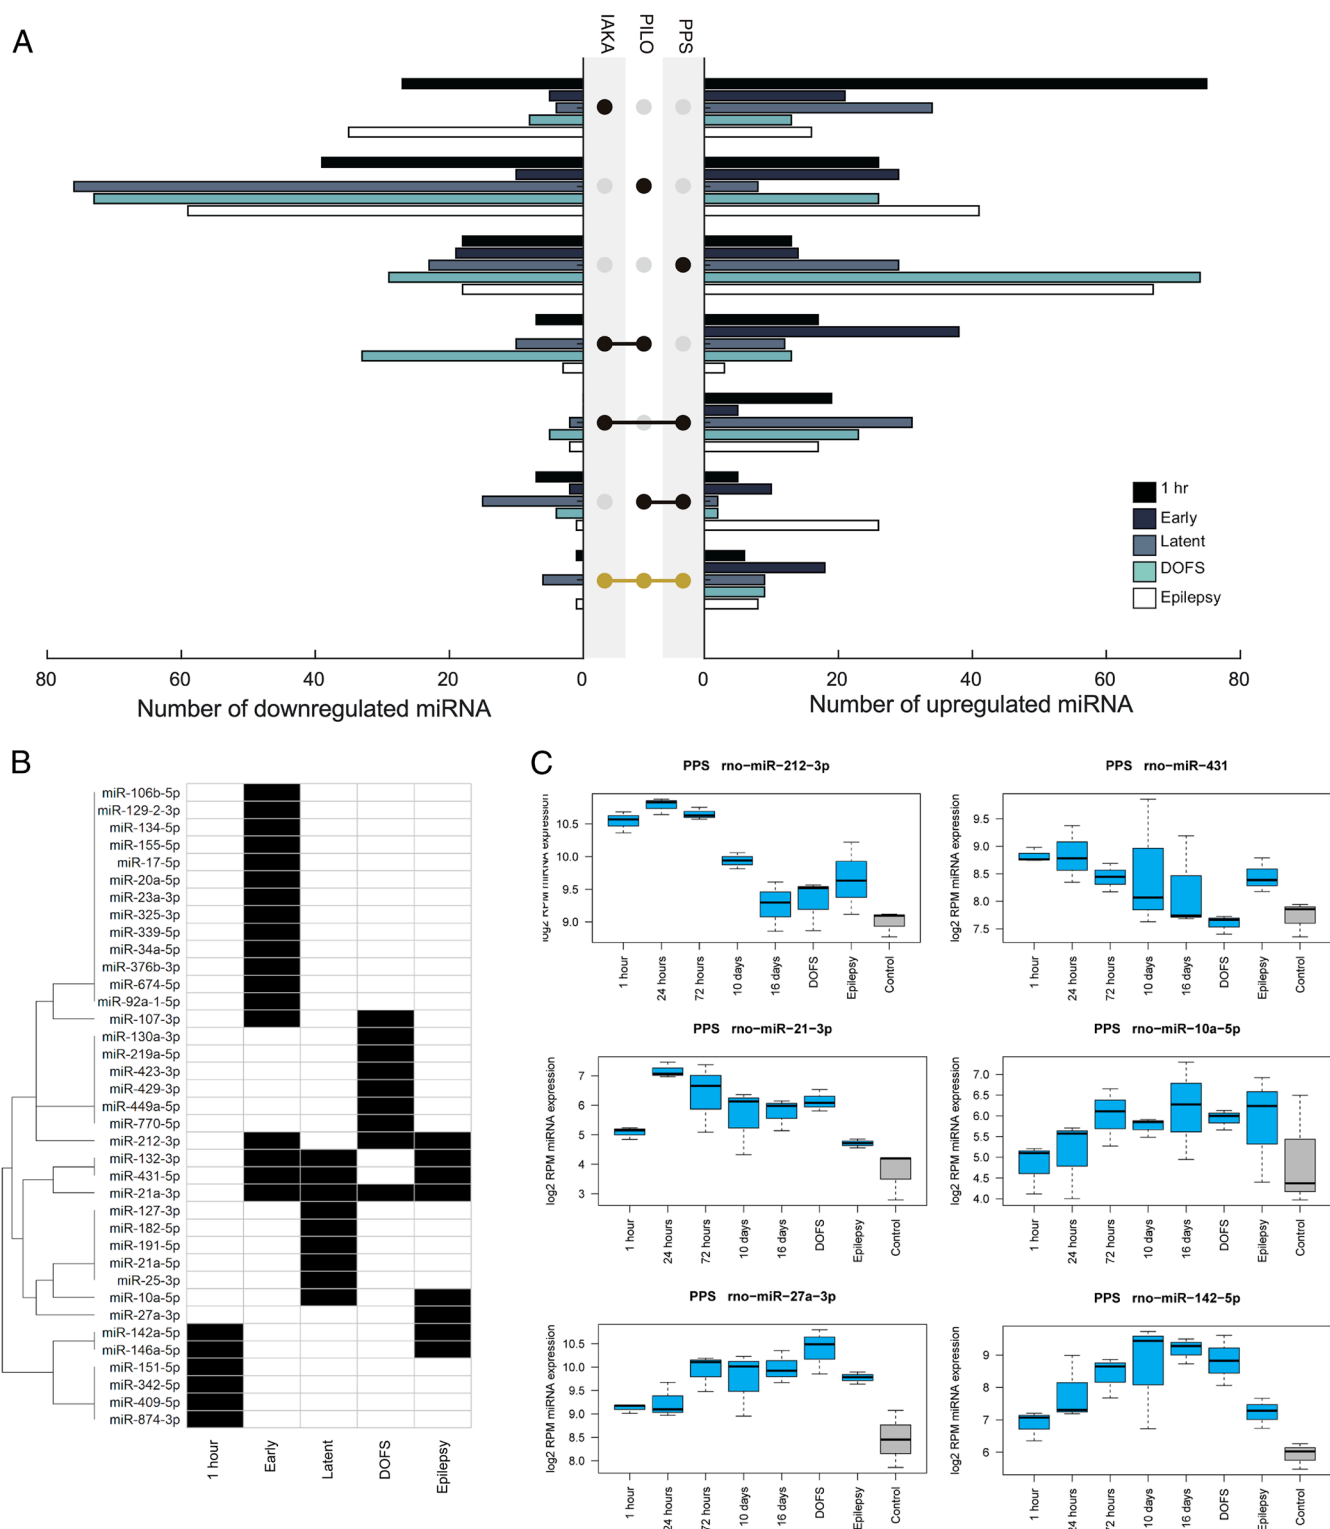 A
IAKA PILO PPS
1 hr
Early
Latent
DOFS
Epilepsy
80 60 40 20 0 0 20 40 60 80
Number of downregulated miRNA Number of upregulated miRNA
B
miR-106b-5p
miR-129-2-3p
miR-134-5p
miR-155-5p
miR-17-5p
miR-20a-5p
miR-23a-3p
miR-325-3p
miR-339-5p
miR-34a-5p
miR-376b-3p
miR-674-5p
miR-92a-1-5p
miR-107-3p
miR-130a-3p
miR-219a-5p
miR-423-3p
miR-429-3p
miR-449a-5p
miR-770-5p
miR-212-3p
miR-132-3p
miR-431-5p
miR-21a-3p
miR-127-3p
miR-182-5p
miR-191-5p
miR-21a-5p
miR-25-3p
miR-10a-5p
miR-27a-3p
miR-142a-5p
miR-146a-5p
miR-151-5p
miR-342-5p
miR-409-5p
miR-874-3p
1 hour Early Latent DOFS Epilepsy
C
PPS rno-miR-212-3p
log2 RPM miRNA expression
10.5
10.0
9.5
9.0
1 hour 24 hours 72 hours 10 days 16 days DOFS Epilepsy Control
PPS rno-miR-431
log2 RPM miRNA expression
9.5
9.0
8.5
8.0
7.5
1 hour 24 hours 72 hours 10 days 16 days DOFS Epilepsy Control
PPS rno-miR-21-3p
log2 RPM miRNA expression
7
6
5
4
3
1 hour 24 hours 72 hours 10 days 16 days DOFS Epilepsy Control
PPS rno-miR-10a-5p
log2 RPM miRNA expression
7.0
6.5
6.0
5.5
5.0
4.5
4.0
1 hour 24 hours 72 hours 10 days 16 days DOFS Epilepsy Control
PPS rno-miR-27a-3p
log2 RPM miRNA expression
10.5
10.0
9.5
9.0
8.5
8.0
1 hour 24 hours 72 hours 10 days 16 days DOFS Epilepsy Control
PPS rno-miR-142-5p
log2 RPM miRNA expression
9
8
7
6
1 hour 24 hours 72 hours 10 days 16 days DOFS Epilepsy Control